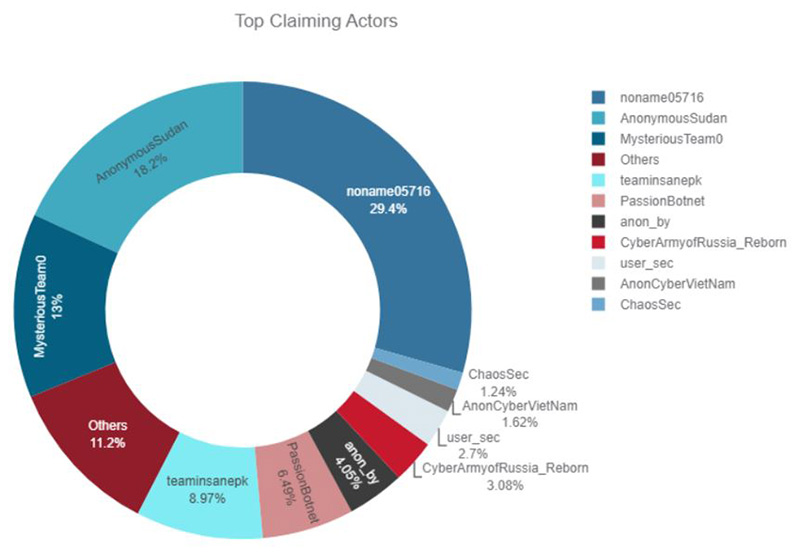 Top Claiming Actors
AnonymousSudan
18.2%
noname05716
29.4%
MysteriousTeam0
13%
Others
11.2%
teaminsanepk
8.97%
PassionBotnet
6.49%
anon_by
4.05%
ChaosSec
1.24%
AnonCyberVietNam
1.62%
user_sec
2.7%
CyberArmyofRussia_Reborn
3.08%
noname05716
AnonymousSudan
MysteriousTeam0
Others
teaminsanepk
PassionBotnet
anon_by
CyberArmyofRussia_Reborn
user_sec
AnonCyberVietNam
ChaosSec